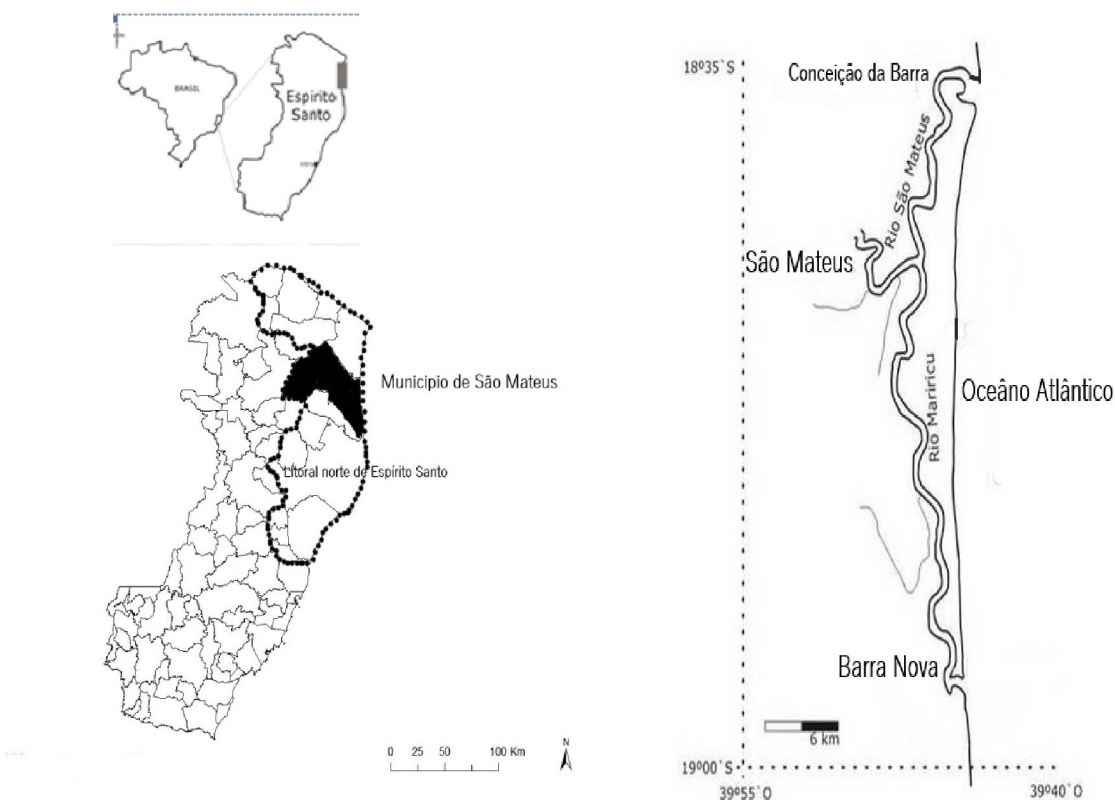 BRASIL
Espírito
Santo
Municipio de São Mateus
Litoral norte de Espírito Santo
0 25 50 100 Km
N
18º35`S
Conceição da Barra
Rio São Mateus
São Mateus
Rio Mariricu
Oceâno Atlântico
Barra Nova
6 km
19º00`S
39º55`O
39º40`O